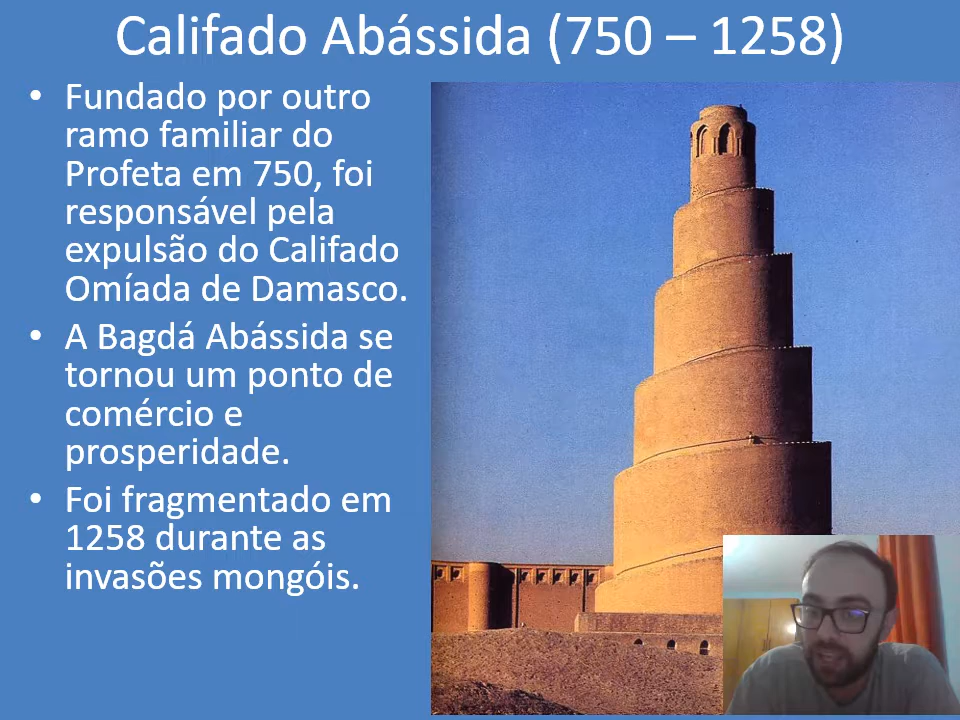 Califado Abássida (750 – 1258)
• Fundado por outro
ramo familiar do
Profeta em 750, foi
responsável pela
expulsão do Califado
Omíada de Damasco.
• A Bagdá Abássida se
tornou um ponto de
comércio e
prosperidade.
• Foi fragmentado em
1258 durante as
invasões mongóis.